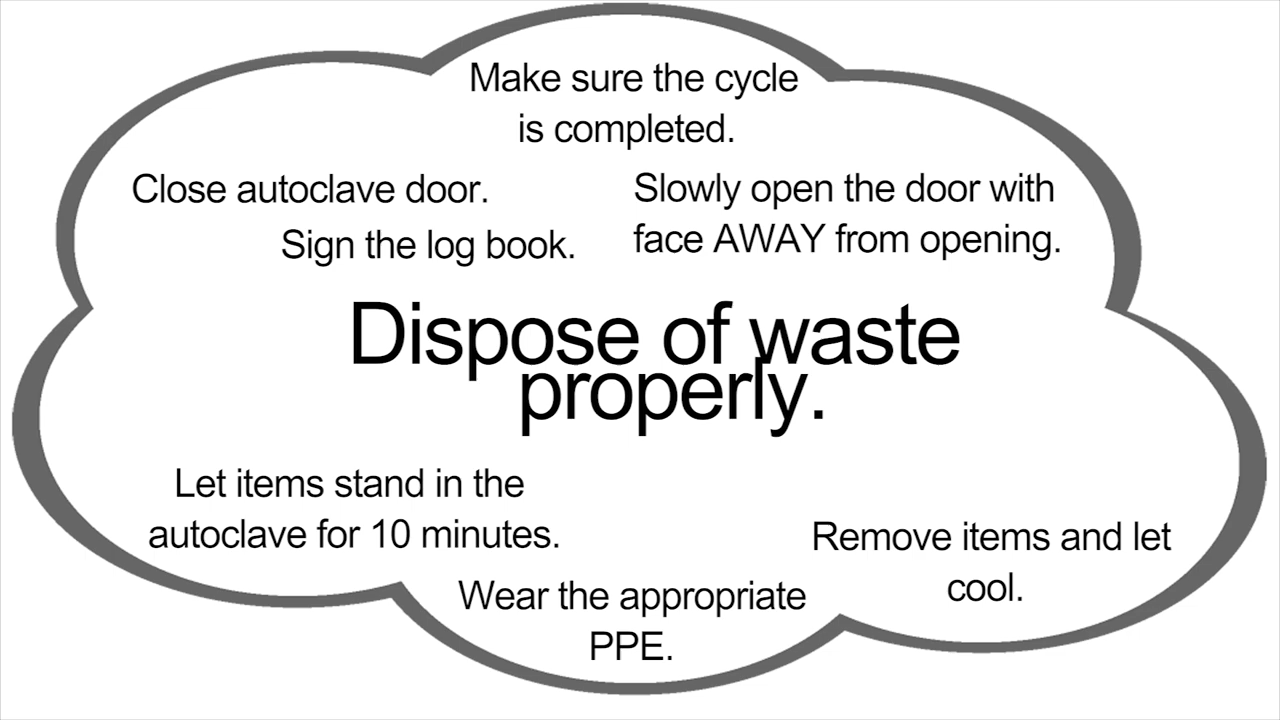 Make sure the cycle
is completed.
Close autoclave door.
Sign the log book.
Slowly open the door with
face AWAY from opening.
Dispose of waste
properly.
Let items stand in the
autoclave for 10 minutes.
Remove items and let
cool.
Wear the appropriate
PPE.